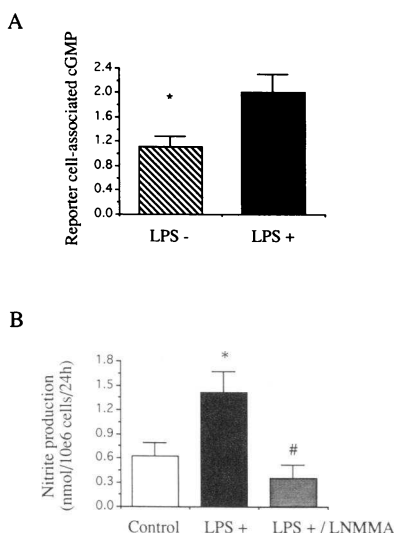 A
Reporter cell-associated cGMP
2.4
2.0
1.6
1.2
0.8
0.4
0.0
*
LPS -
LPS +
B
Nitrite production
(nmol/10e6 cells/24h)
1.8
1.5
1.2
0.9
0.6
0.3
0.0
*
#
Control
LPS +
LPS + / LNMMA